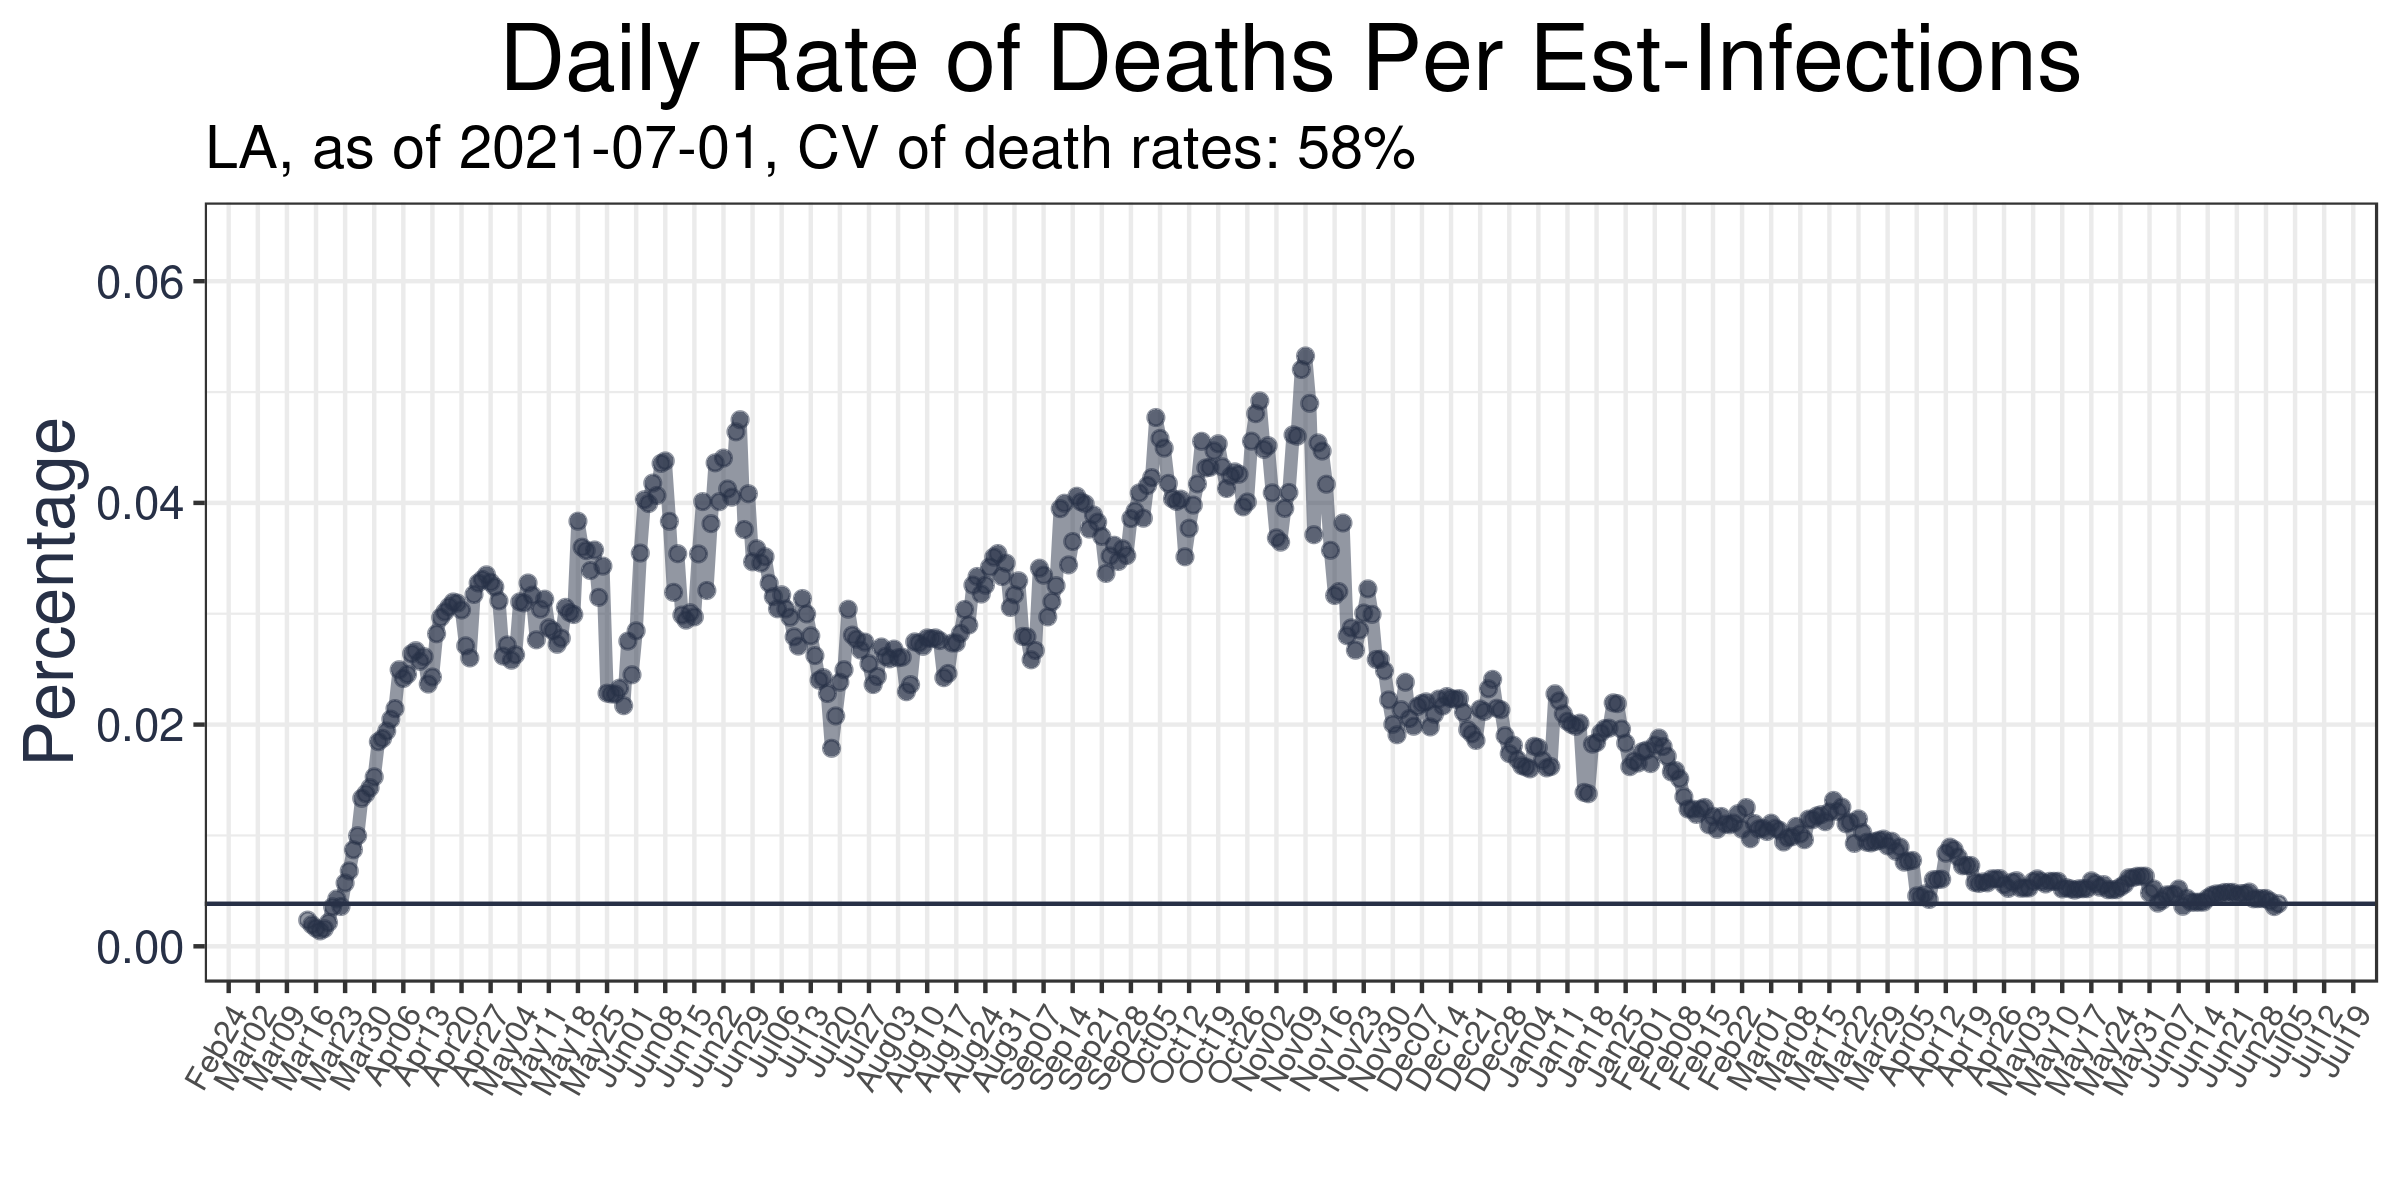 Daily Rate of Deaths Per Est-Infections
LA, as of 2021-07-01, CV of death rates: 58%
Percentage
0.06
0.04
0.02
0.00
Feb24
Mar02
Mar09
Mar16
Mar23
Mar30
Apr06
Apr13
Apr20
Apr27
May04
May11
May18
May25
Jun01
Jun08
Jun15
Jun22
Jun29
Jul06
Jul13
Jul20
Jul27
Aug03
Aug10
Aug17
Aug24
Aug31
Sep07
Sep14
Sep21
Sep28
Oct05
Oct12
Oct19
Oct26
Nov02
Nov09
Nov16
Nov23
Nov30
Dec07
Dec14
Dec21
Dec28
Jan04
Jan11
Jan18
Jan25
Feb01
Feb08
Feb15
Feb22
Mar01
Mar08
Mar15
Mar22
Mar29
Apr05
Apr12
Apr19
Apr26
May03
May10
May17
May24
May31
Jun07
Jun14
Jun21
Jun28
Jul05
Jul12
Jul19